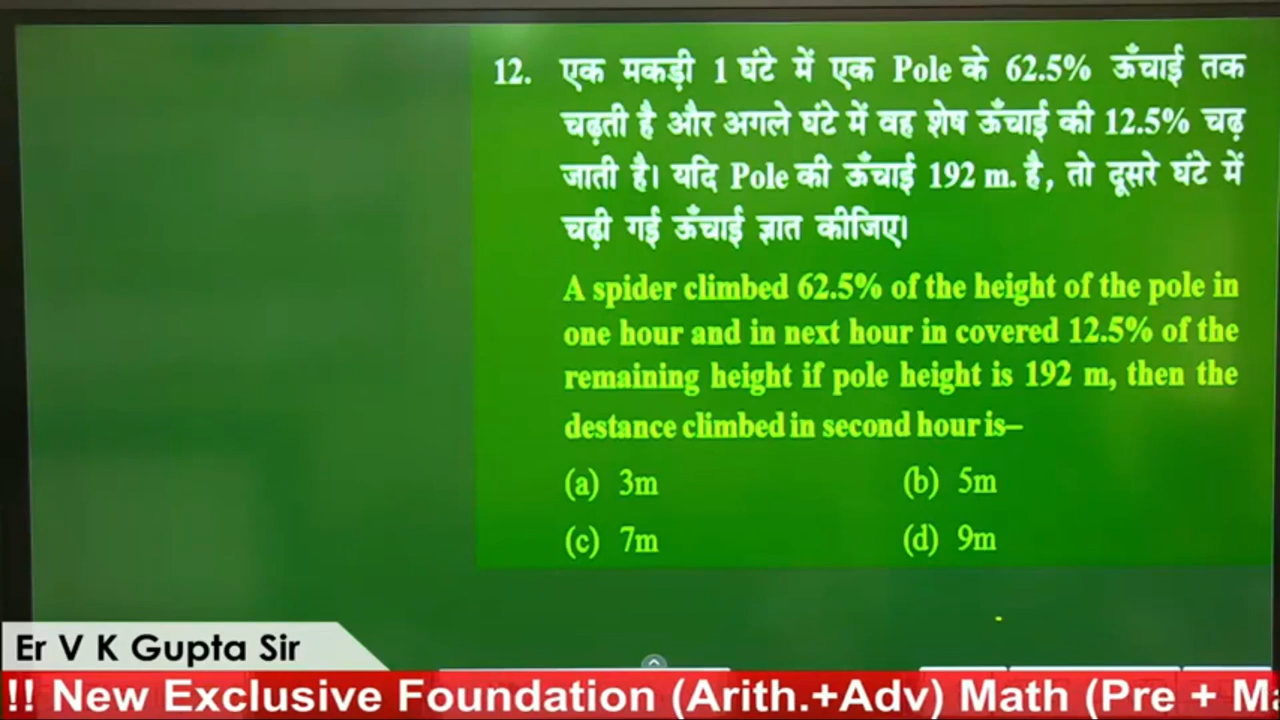 12. एक मकड़ी 1 घंटे में एक Pole के 62.5% ऊँचाई तक
चढ़ती है और अगले घंटे में वह शेष ऊँचाई की 12.5% चढ़
जाती है। यदि Pole की ऊँचाई 192 m. है, तो दूसरे घंटे में
चढ़ी गई ऊँचाई ज्ञात कीजिए।
A spider climbed 62.5% of the height of the pole in
one hour and in next hour in covered 12.5% of the
remaining height if pole height is 192 m, then the
destance climbed in second hour is–
(a) 3m (b) 5m
(c) 7m (d) 9m
Er V K Gupta Sir
!! New Exclusive Foundation (Arith.+Adv) Math (Pre + Ma